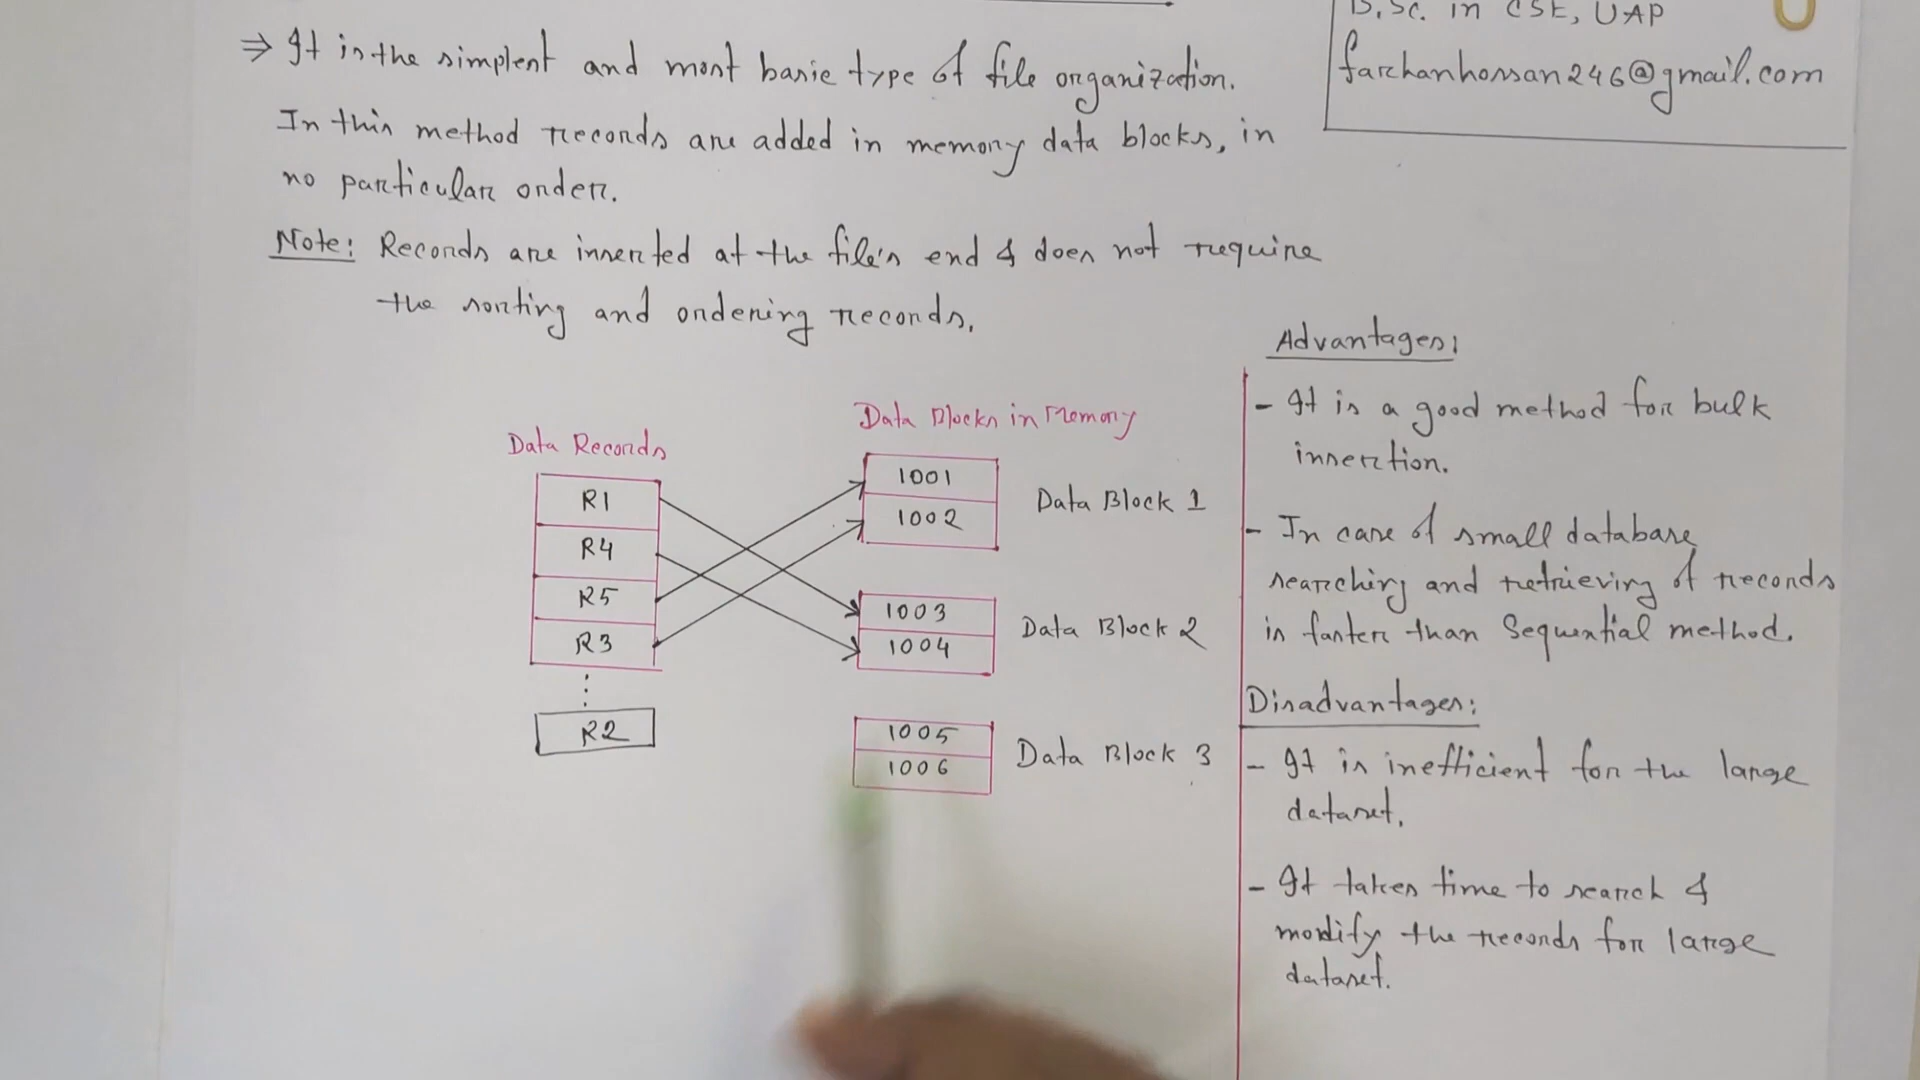 B.Sc. in CSE, UAP
farhanhossan246@gmail.com
⇒ It is the simplest and most basic type of file organization.
In this method records are added in memory data blocks, in
no particular order.
Note: Records are inserted at the file's end & does not require
the sorting and ordering records.
Data Records
R1
R4
R5
R3
⋮
R2
Data Blocks in Memory
1001
1002
Data Block 1
1003
1004
Data Block 2
1005
1006
Data Block 3
Advantages:
- It is a good method for bulk
insertion.
- In case of small database,
searching and retrieving of records
is faster than Sequential method.
Disadvantages:
- It is inefficient for the large
dataset.
- It takes time to search &
modify the records for large
dataset.